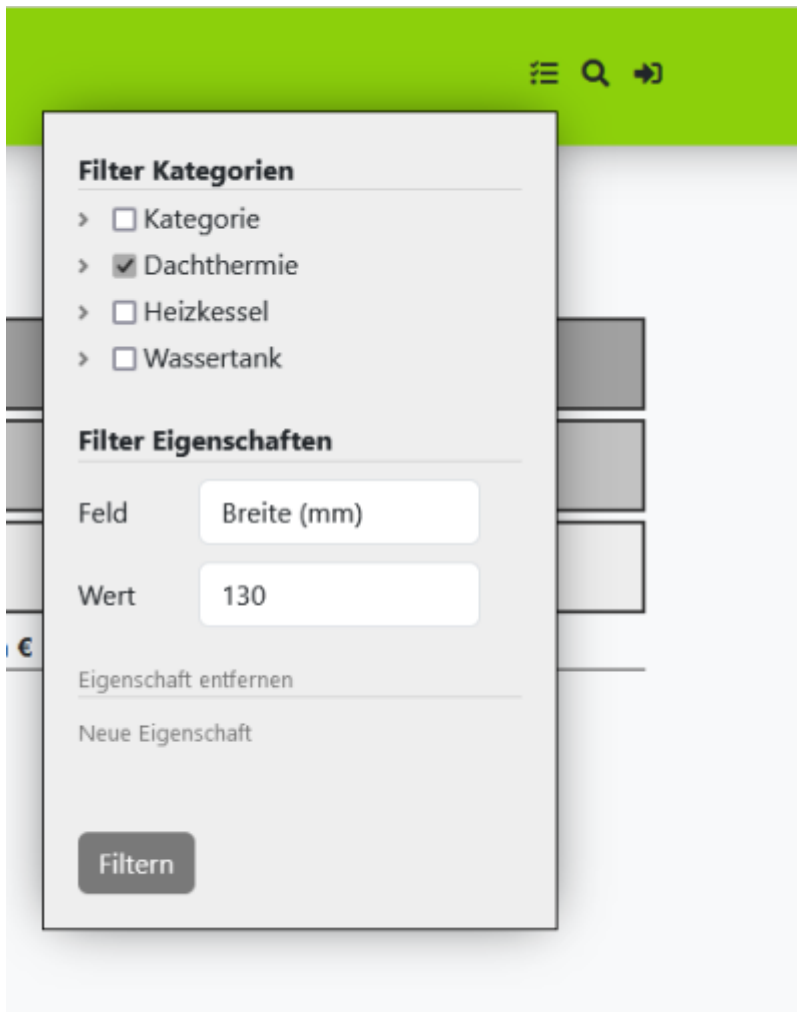 Filter Kategorien
Kategorie
Dachthermie
Heizkessel
Wassertank
Filter Eigenschaften
Feld Breite (mm)
Wert 130
€
Eigenschaft entfernen
Neue Eigenschaft
Filtern